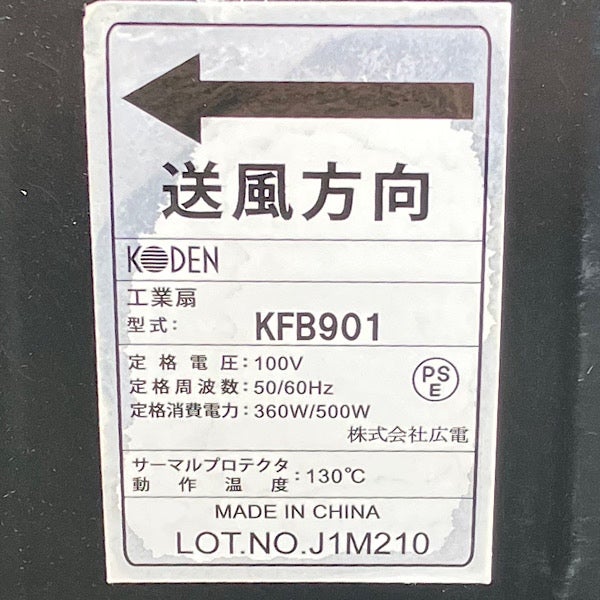 送風方向
KODEN
工業扇
型式: KFB901
定格電圧:100V
定格周波数:50/60Hz
定格消費電力:360W/500W
PS
E
株式会社広電
サーマルプロテクタ
動作温度:130℃
MADE IN CHINA
LOT.NO.J1M210